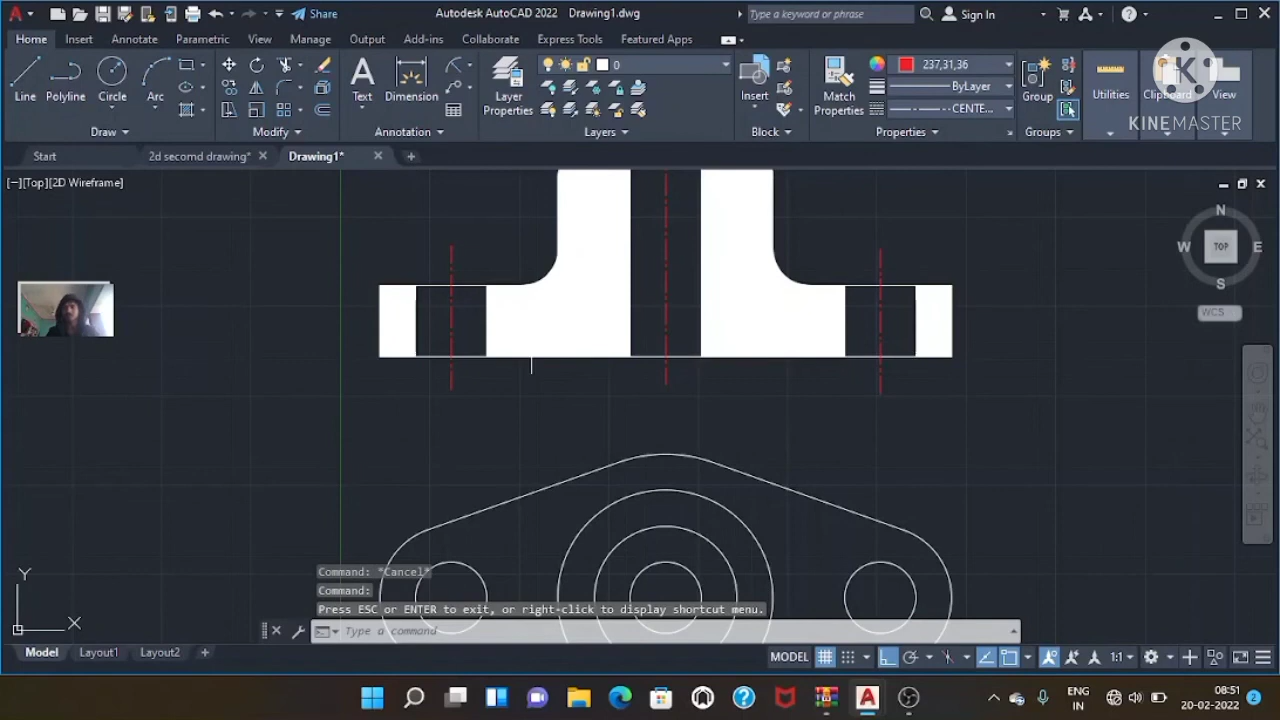 Share
Autodesk AutoCAD 2022 Drawing1.dwg
Type a keyword or phrase
Sign In
Home Insert Annotate Parametric View Manage Output Add-ins Collaborate Express Tools Featured Apps
Line Polyline Circle Arc
Text Dimension
Layer Properties
0
Insert
Match Properties
237,31,36
ByLayer
CENTE...
Group
Utilities
Clipboard
View
KINEMASTER
Draw Modify Annotation Layers Block Properties Groups
Start 2d secomd drawing* Drawing1*
[−][Top][2D Wireframe]
N
W TOP E
S
WCS
Command: *Cancel*
Command:
Press ESC or ENTER to exit, or right-click to display shortcut menu.
Y
X
Type a command
Model Layout1 Layout2
MODEL
1:1
ENG
IN
08:51
20-02-2022
2